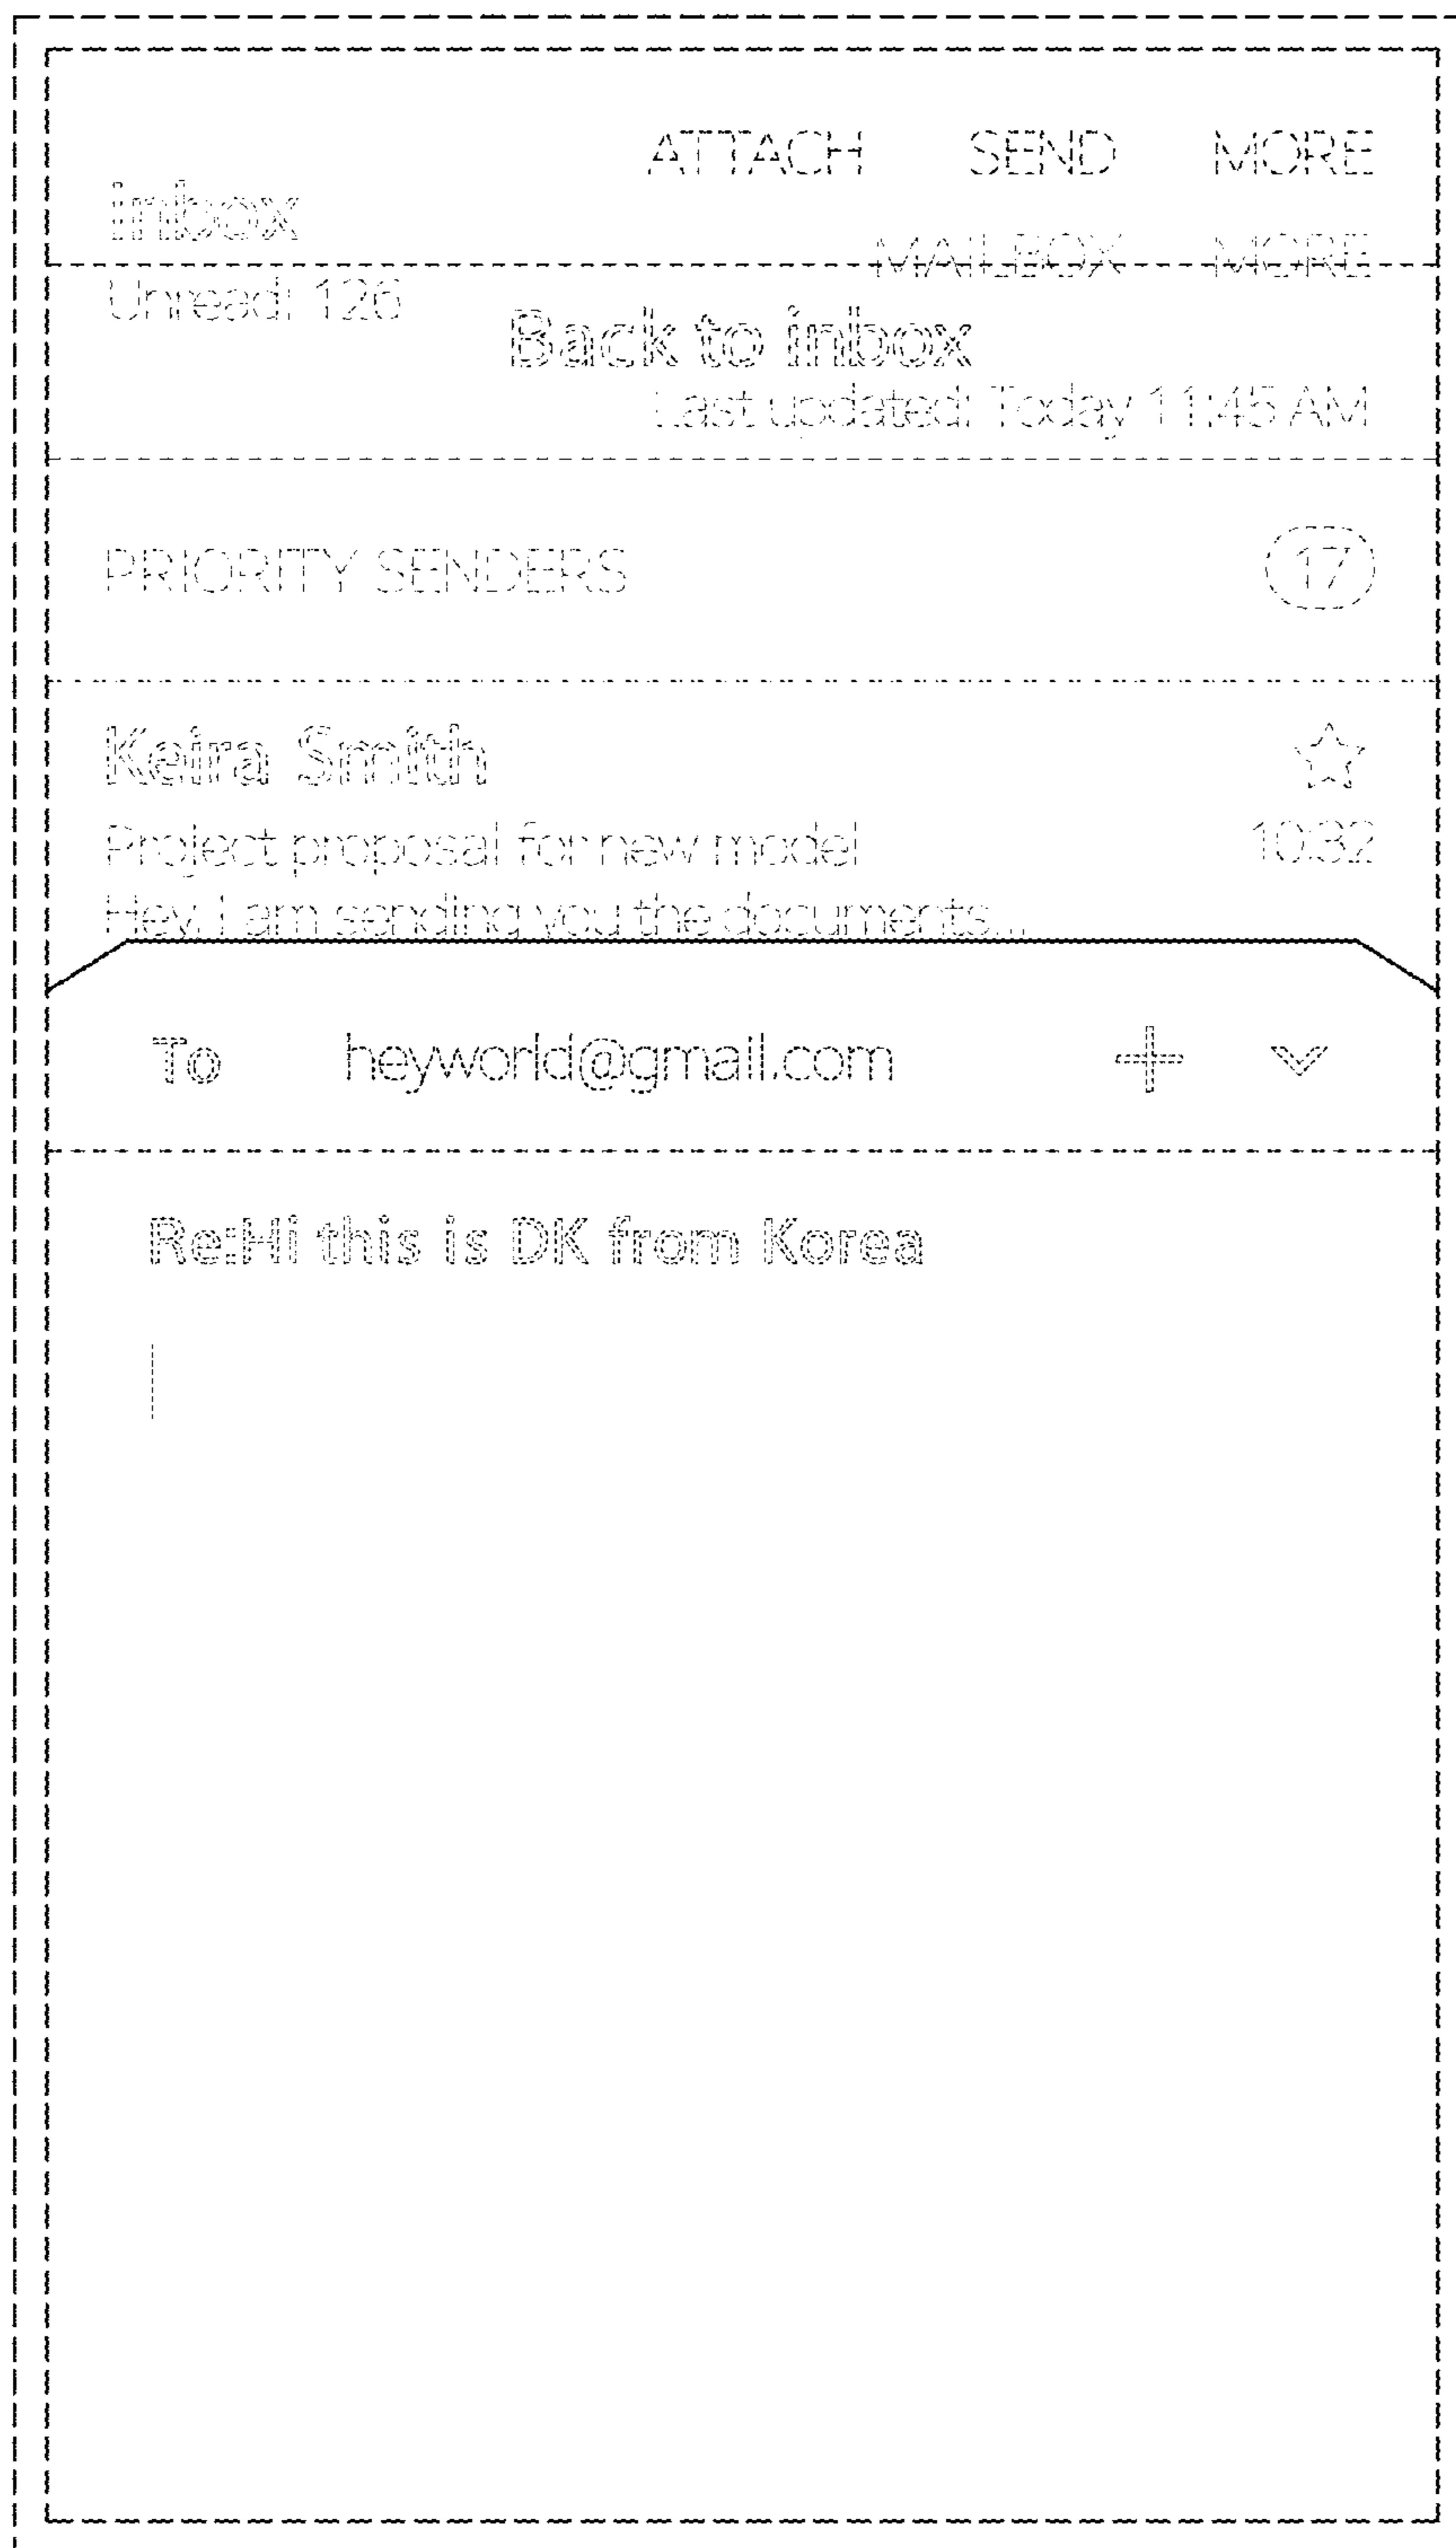 ATTACH SEND MORE
Inbox
MAILBOX MORE
Unread: 126
Back to inbox
Last updated: Today 11:45 AM
PRIORITY SENDERS 17
Keira Smith
Project proposal for new model 10:32
Hey, I am sending you the documents...
To heyworld@gmail.com
Re:Hi this is DK from Korea